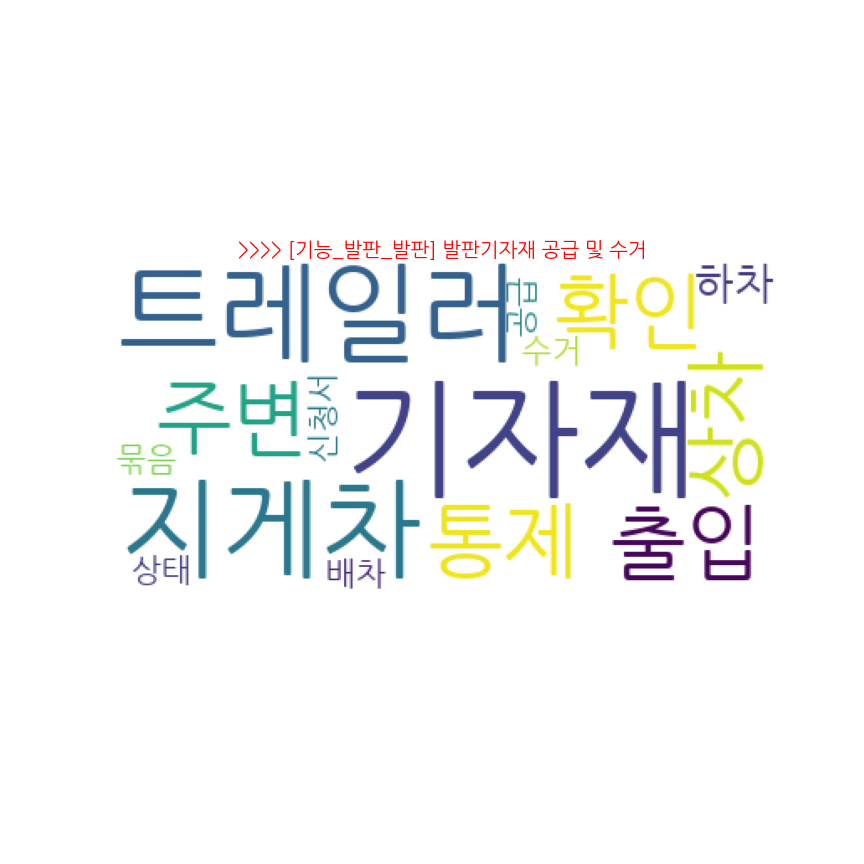 >>>> [기능_발판_발판] 발판기자재 공급 및 수거
트레일러
공급
확인
하차
수거
주변
신청서
기자재
상차
묶음
지게차
통제
출입
상태
배차